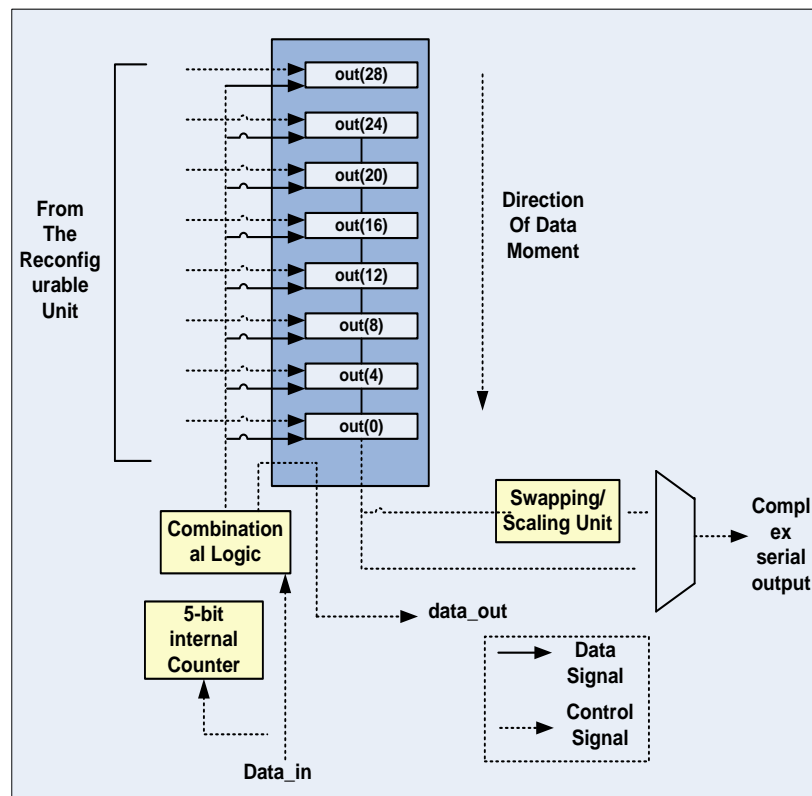 out(28)
out(24)
out(20)
out(16)
out(12)
out(8)
out(4)
out(0)
From
The
Reconfig
urable
Unit
Direction
Of Data
Moment
Swapping/
Scaling Unit
Compl
ex
serial
output
Combination
al Logic
data_out
5-bit
internal
Counter
Data
Signal
Control
Signal
Data_in